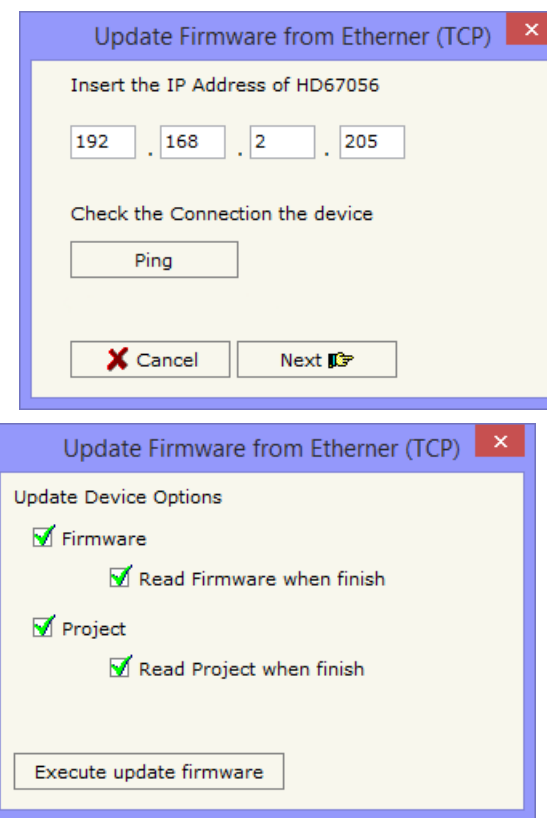 Update Firmware from Etherner (TCP)
Insert the IP Address of HD67056
192 . 168 . 2 . 205
Check the Connection the device
Ping
Cancel Next
Update Firmware from Etherner (TCP)
Update Device Options
Firmware
Read Firmware when finish
Project
Read Project when finish
Execute update firmware